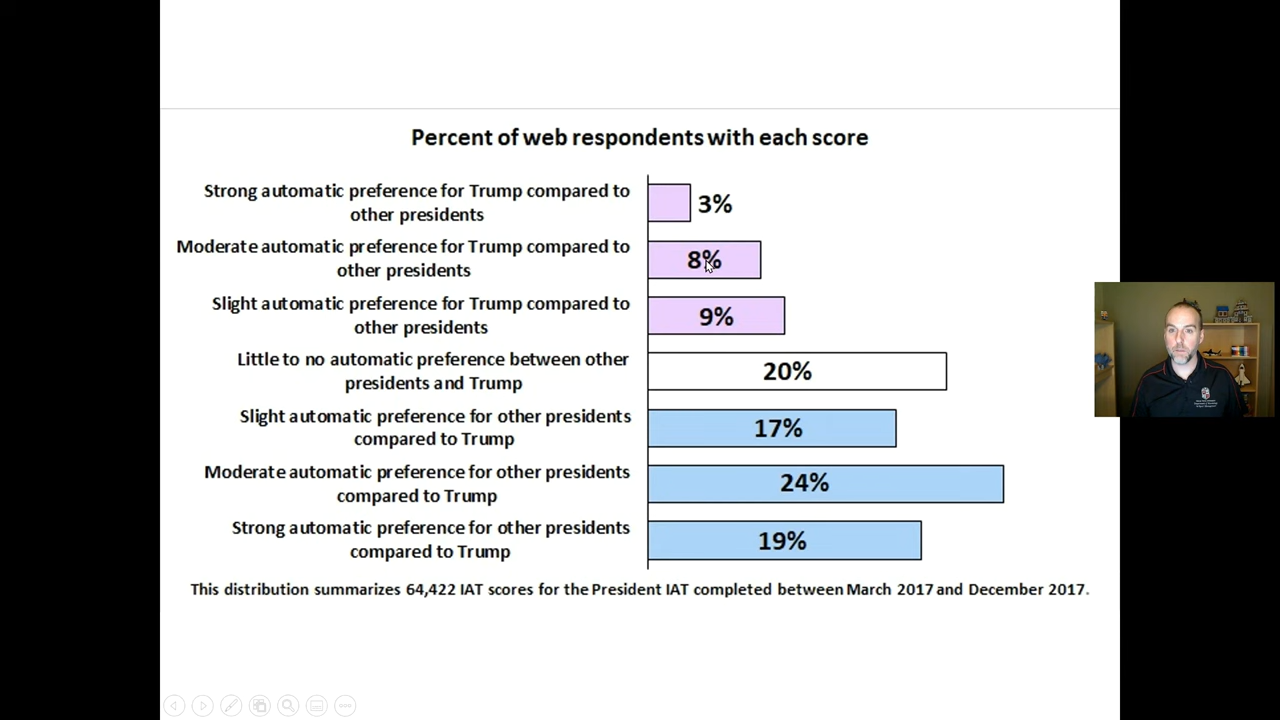 Percent of web respondents with each score
Strong automatic preference for Trump compared to
other presidents
3%
Moderate automatic preference for Trump compared to
other presidents
8%
Slight automatic preference for Trump compared to
other presidents
9%
Little to no automatic preference between other
presidents and Trump
20%
Slight automatic preference for other presidents
compared to Trump
17%
Moderate automatic preference for other presidents
compared to Trump
24%
Strong automatic preference for other presidents
compared to Trump
19%
This distribution summarizes 64,422 IAT scores for the President IAT completed between March 2017 and December 2017.